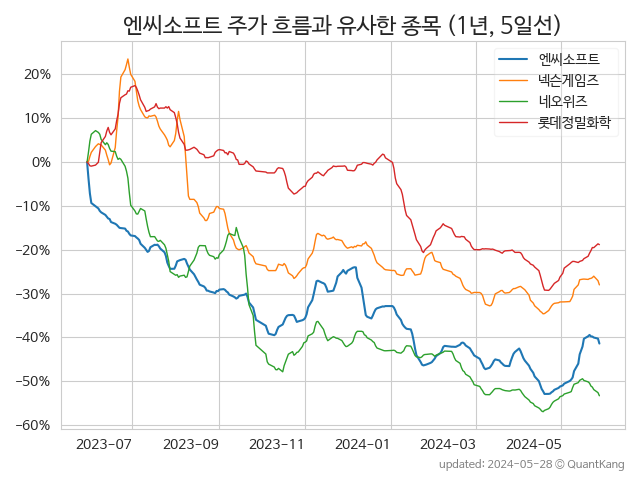 엔씨소프트 주가 흐름과 유사한 종목 (1년, 5일선)
엔씨소프트
넥슨게임즈
네오위즈
롯데정밀화학
20%
10%
0%
−10%
−20%
−30%
−40%
−50%
−60%
2023-07
2023-09
2023-11
2024-01
2024-03
2024-05
updated: 2024-05-28 © QuantKang